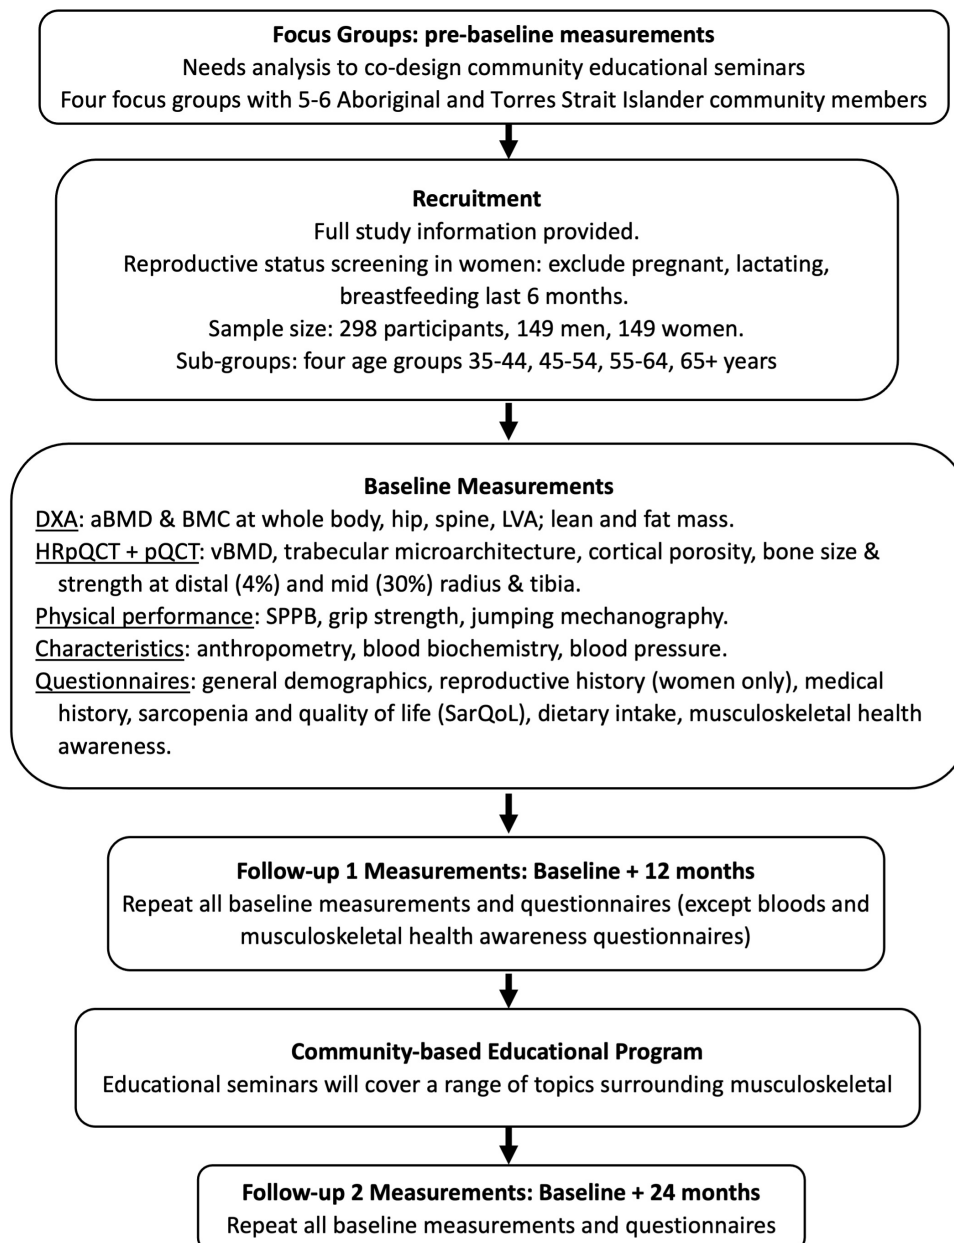 Focus Groups: pre-baseline measurements
Needs analysis to co-design community educational seminars
Four focus groups with 5-6 Aboriginal and Torres Strait Islander community members
Recruitment
Full study information provided.
Reproductive status screening in women: exclude pregnant, lactating,
breastfeeding last 6 months.
Sample size: 298 participants, 149 men, 149 women.
Sub-groups: four age groups 35-44, 45-54, 55-64, 65+ years
Baseline Measurements
DXA: aBMD & BMC at whole body, hip, spine, LVA; lean and fat mass.
HRpQCT + pQCT: vBMD, trabecular microarchitecture, cortical porosity, bone size &
strength at distal (4%) and mid (30%) radius & tibia.
Physical performance: SPPB, grip strength, jumping mechanography.
Characteristics: anthropometry, blood biochemistry, blood pressure.
Questionnaires: general demographics, reproductive history (women only), medical
history, sarcopenia and quality of life (SarQoL), dietary intake, musculoskeletal health
awareness.
Follow-up 1 Measurements: Baseline + 12 months
Repeat all baseline measurements and questionnaires (except bloods and
musculoskeletal health awareness questionnaires)
Community-based Educational Program
Educational seminars will cover a range of topics surrounding musculoskeletal
Follow-up 2 Measurements: Baseline + 24 months
Repeat all baseline measurements and questionnaires